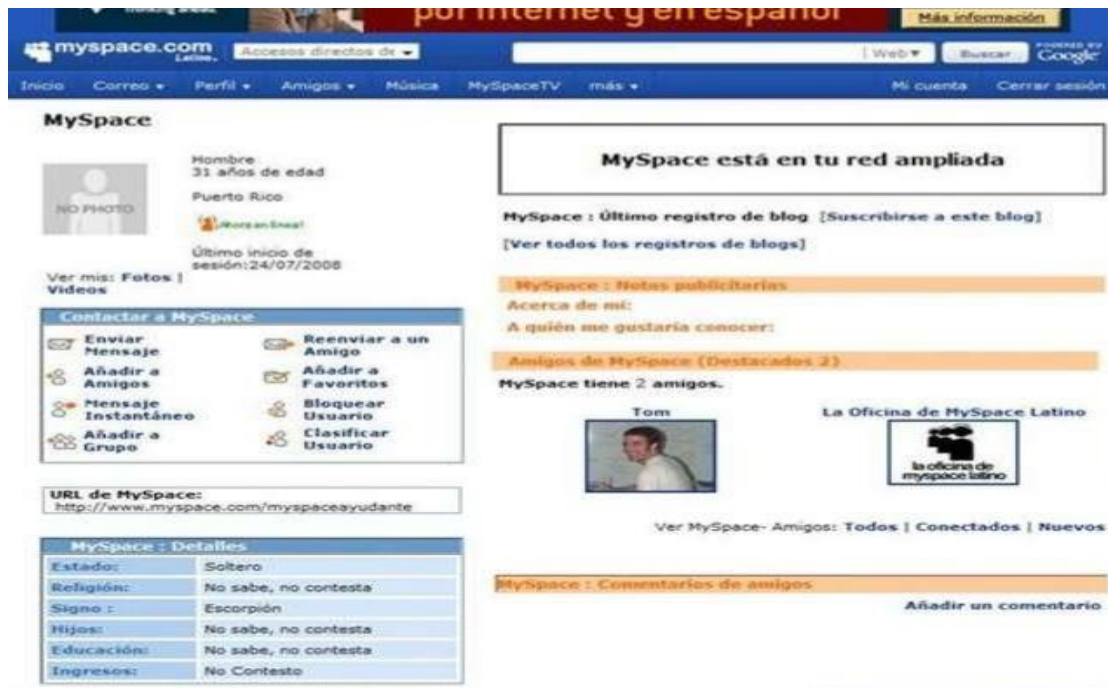 por internet y en español
Más información
myspace.com
Latino.
Accesos directos de
Web
Buscar
Google
Inicio
Correo
Perfil
Amigos
Música
MySpaceTV
más
Mi cuenta
Cerrar sesión
MySpace
NO PHOTO
Hombre
31 años de edad
Puerto Rico
¡Ahora en línea!
Último inicio de
sesión:24/07/2008
Ver mis: Fotos |
Videos
Contactar a MySpace
Enviar
Mensaje
Reenviar a un
Amigo
Añadir a
Amigos
Añadir a
Favoritos
Mensaje
Instantáneo
Bloquear
Usuario
Añadir a
Grupo
Clasificar
Usuario
URL de MySpace:
http://www.myspace.com/myspaceayudante
MySpace : Detalles
Estado: Soltero
Religión: No sabe, no contesta
Signo : Escorpión
Hijos: No sabe, no contesta
Educación: No sabe, no contesta
Ingresos: No Contesto
MySpace está en tu red ampliada
MySpace : Último registro de blog [Suscribirse a este blog]
[Ver todos los registros de blogs]
MySpace : Notas publicitarias
Acerca de mí:
A quién me gustaría conocer:
Amigos de MySpace (Destacados 2)
MySpace tiene 2 amigos.
Tom
La Oficina de MySpace Latino
la oficina de
myspace latino
Ver MySpace- Amigos: Todos | Conectados | Nuevos
MySpace : Comentarios de amigos
Añadir un comentario